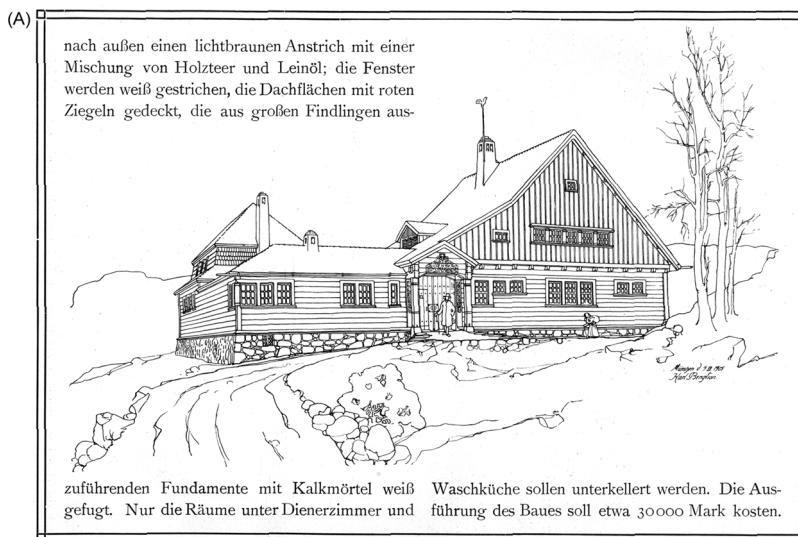 (A)
nach außen einen lichtbraunen Anstrich mit einer
Mischung von Holzteer und Leinöl; die Fenster
werden weiß gestrichen, die Dachflächen mit roten
Ziegeln gedeckt, die aus großen Findlingen aus-
zuführenden Fundamente mit Kalkmörtel weiß
gefugt. Nur die Räume unter Dienerzimmer und
Waschküche sollen unterkellert werden. Die Aus-
führung des Baues soll etwa 30000 Mark kosten.